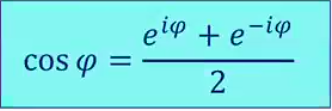 cos φ = (e^{iφ} + e^{-iφ}) / 2